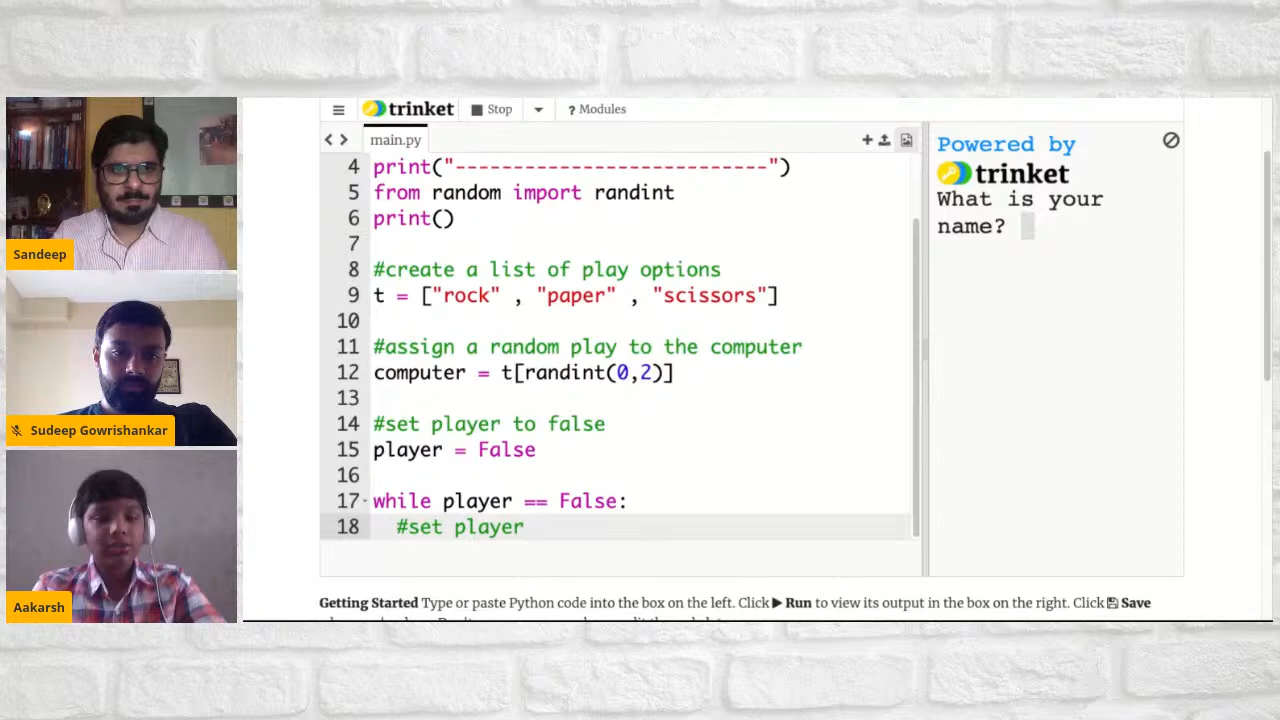 Sandeep
Sudeep Gowrishankar
Aakarsh
trinket
Stop
? Modules
main.py
4 print("---------------------------")
5 from random import randint
6 print()
7
8 #create a list of play options
9 t = ["rock" , "paper" , "scissors"]
10
11 #assign a random play to the computer
12 computer = t[randint(0,2)]
13
14 #set player to false
15 player = False
16
17 while player == False:
18 #set player
Powered by
trinket
What is your
name?
Getting Started Type or paste Python code into the box on the left. Click Run to view its output in the box on the right. Click Save